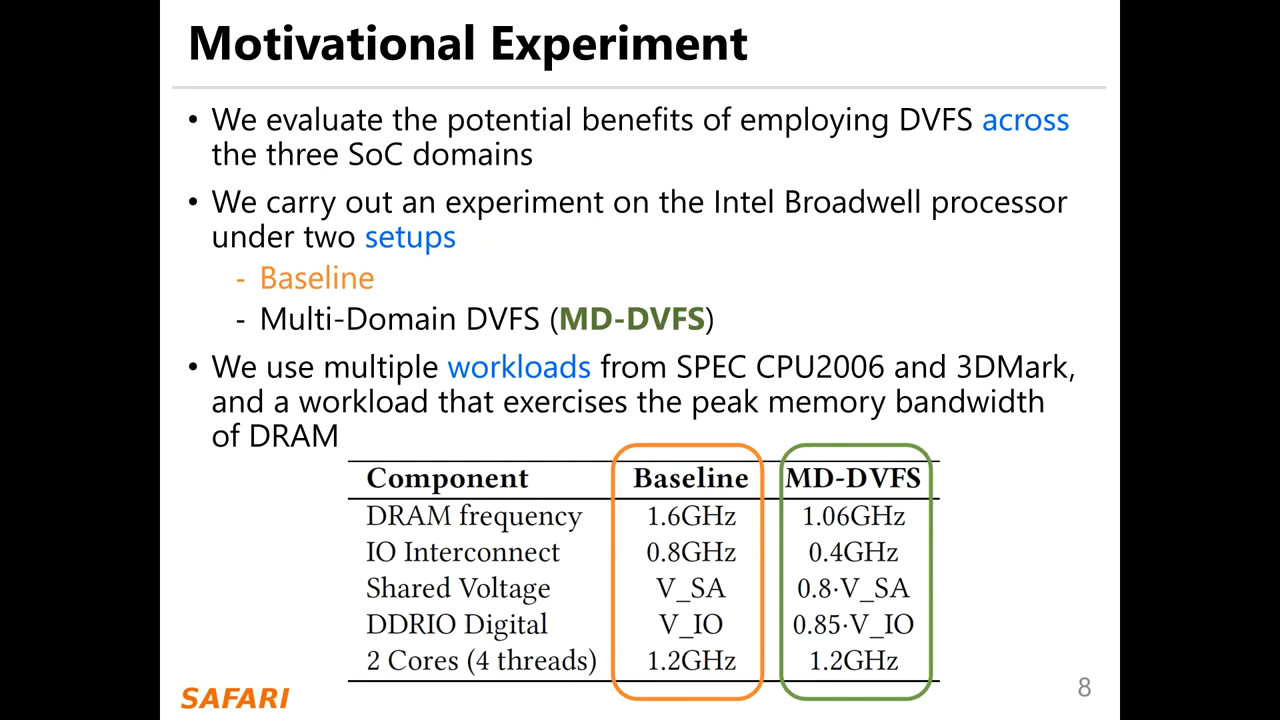 Motivational Experiment
• We evaluate the potential benefits of employing DVFS across
the three SoC domains
• We carry out an experiment on the Intel Broadwell processor
under two setups
- Baseline
- Multi-Domain DVFS (MD-DVFS)
• We use multiple workloads from SPEC CPU2006 and 3DMark,
and a workload that exercises the peak memory bandwidth
of DRAM
Component Baseline MD-DVFS
DRAM frequency 1.6GHz 1.06GHz
IO Interconnect 0.8GHz 0.4GHz
Shared Voltage V_SA 0.8·V_SA
DDRIO Digital V_IO 0.85·V_IO
2 Cores (4 threads) 1.2GHz 1.2GHz
SAFARI
8